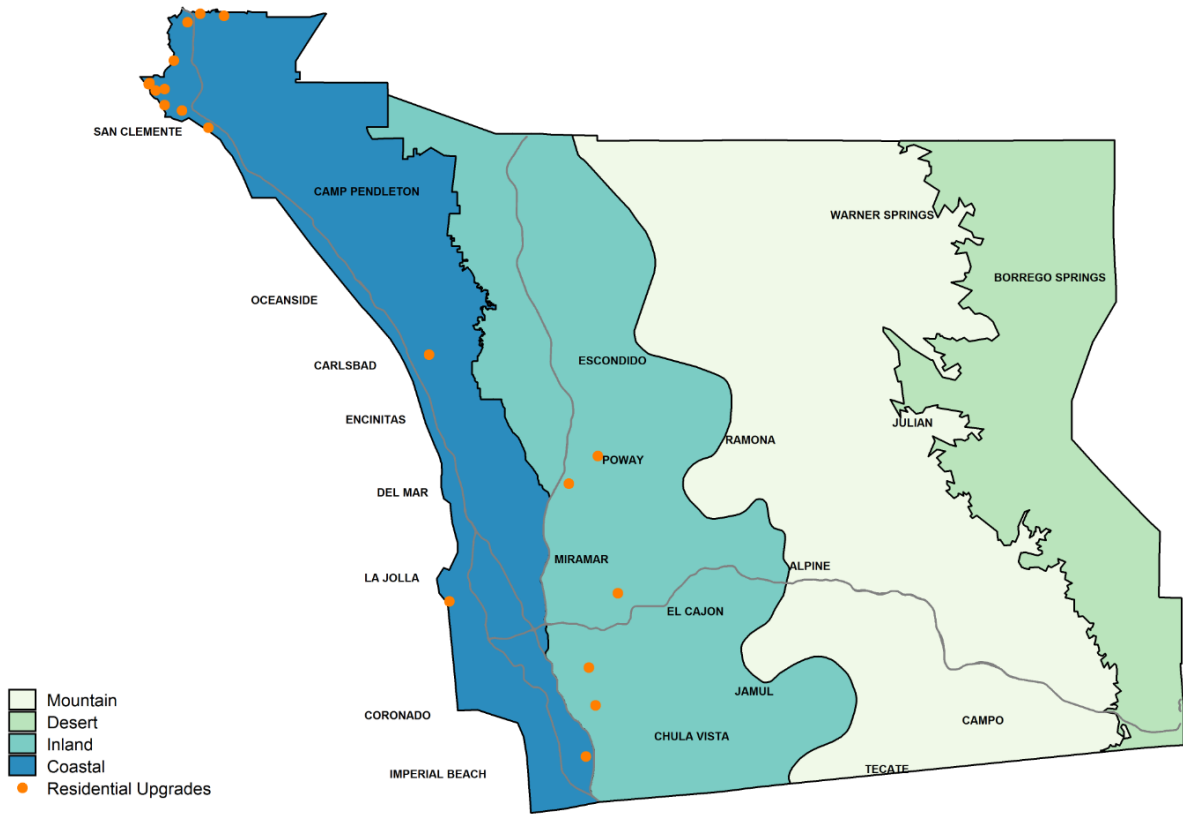 SAN CLEMENTE
CAMP PENDLETON
WARNER SPRINGS
BORREGO SPRINGS
OCEANSIDE
ESCONDIDO
CARLSBAD
ENCINITAS
JULIAN
RAMONA
POWAY
DEL MAR
MIRAMAR
ALPINE
LA JOLLA
EL CAJON
JAMUL
CORONADO
CAMPO
CHULA VISTA
TECATE
IMPERIAL BEACH
Mountain
Desert
Inland
Coastal
Residential Upgrades